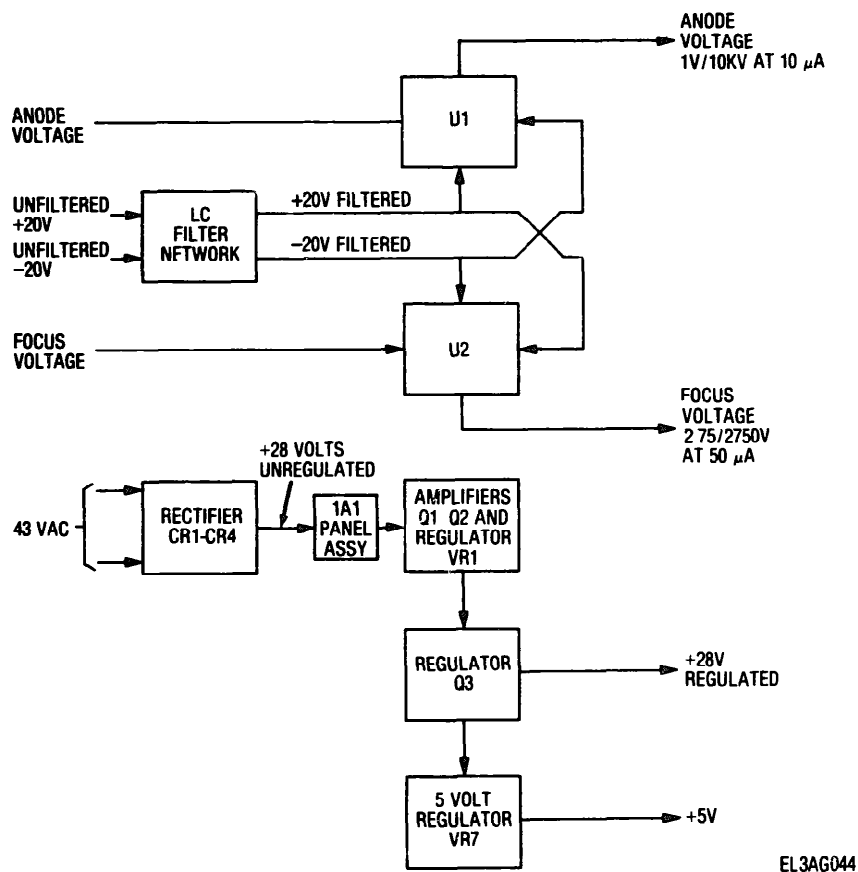 ANODE
VOLTAGE
1V/10KV AT 10 µA
ANODE
VOLTAGE
U1
UNFILTERED
+20V
UNFILTERED
-20V
LC
FILTER
NFTWORK
+20V FILTERED
-20V FILTERED
FOCUS
VOLTAGE
U2
FOCUS
VOLTAGE
2 75/2750V
AT 50 µA
+28 VOLTS
UNREGULATED
43 VAC
RECTIFIER
CR1-CR4
1A1
PANEL
ASSY
AMPLIFIERS
Q1 Q2 AND
REGULATOR
VR1
REGULATOR
Q3
+28V
REGULATED
5 VOLT
REGULATOR
VR7
+5V
EL3AG044